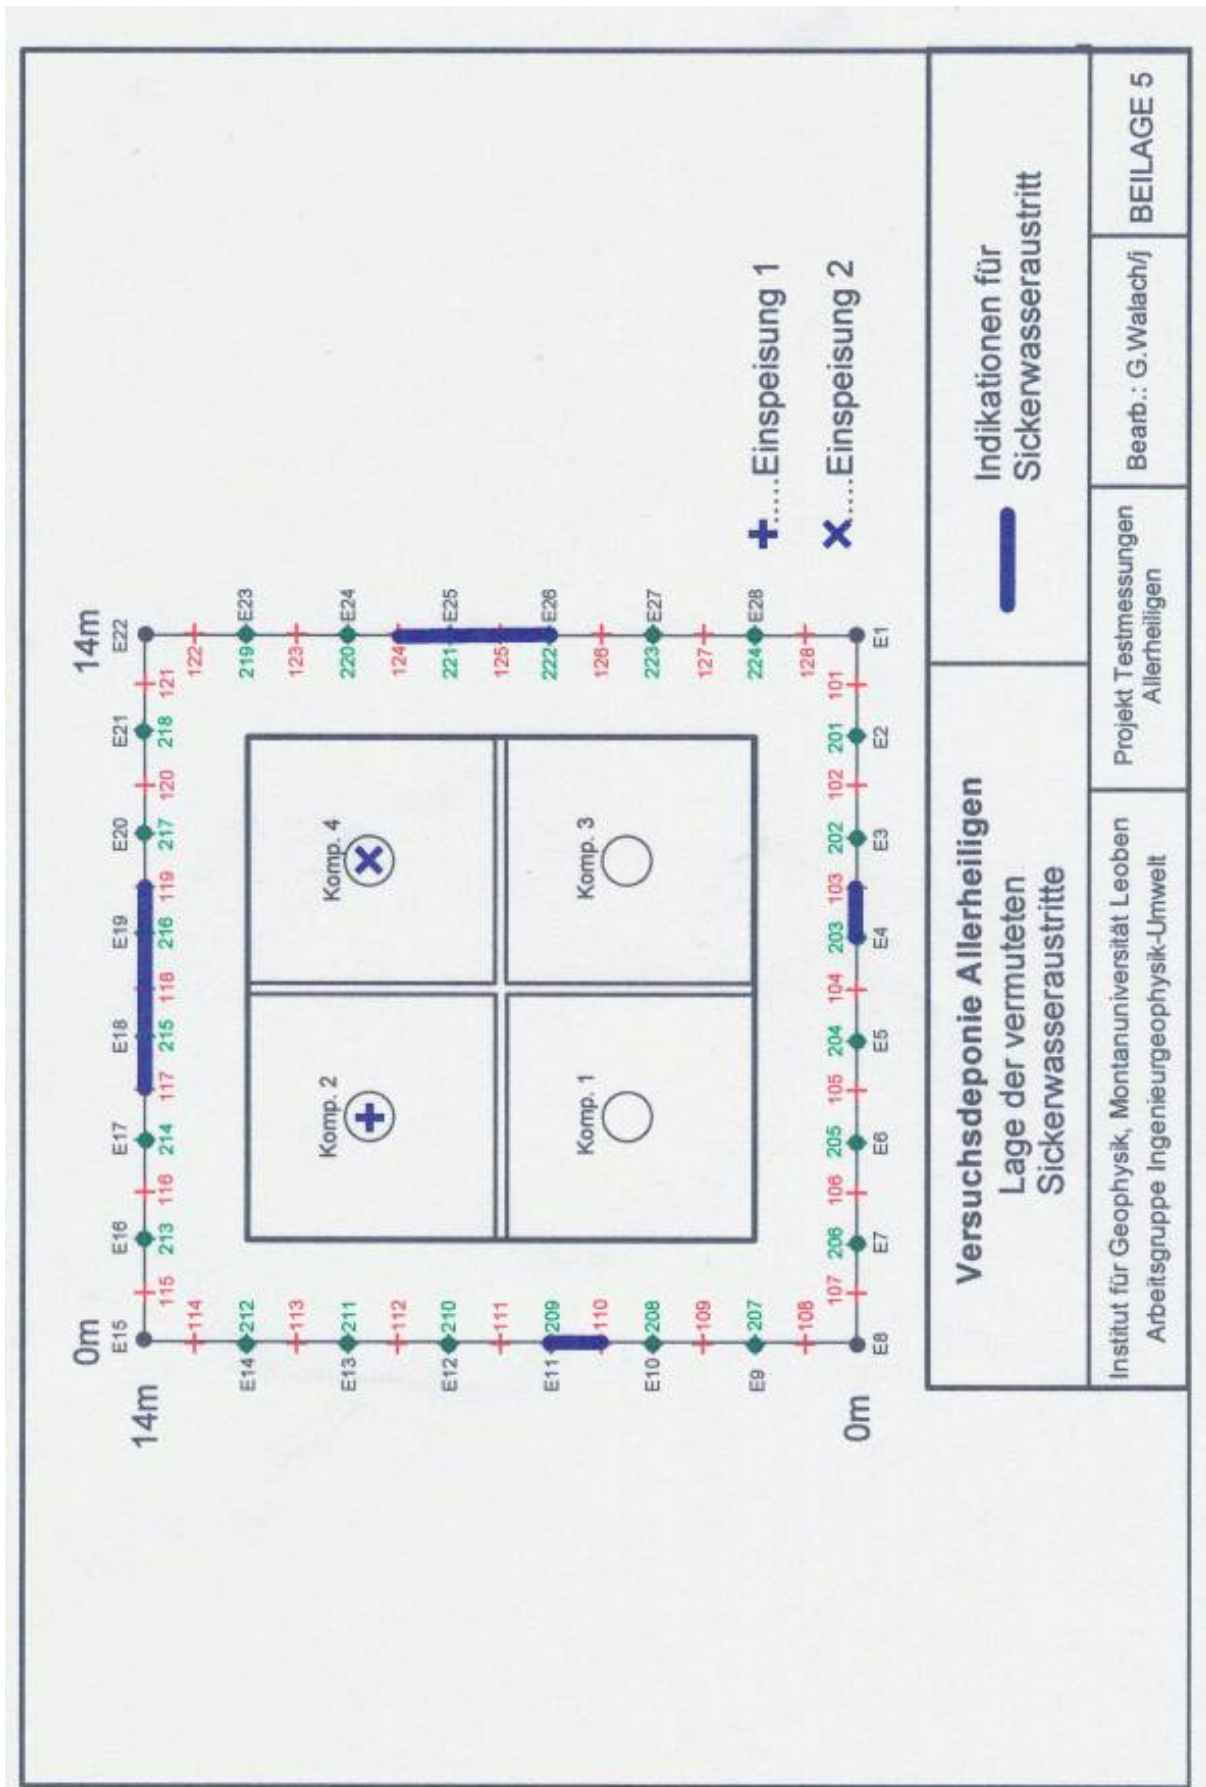 0m
14m
E15
E16
E17
E18
E19
E20
E21
E22
115
213
116
214
117
215
118
216
119
217
120
218
121
14m
114
122
E14
212
219
E23
113
123
E13
211
220
E24
112
124
E12
210
221
E25
111
125
E11
209
222
E26
110
126
E10
208
223
E27
109
127
E9
207
224
E28
108
128
Komp. 2
Komp. 4
Komp. 1
Komp. 3
107
206
106
205
105
204
104
203
103
202
102
201
101
0m
E8
E7
E6
E5
E4
E3
E2
E1
+.....Einspeisung 1
x.....Einspeisung 2
Versuchsdeponie Allerheiligen
Lage der vermuteten
Sickerwasseraustritte
Indikationen für
Sickerwasseraustritt
Institut für Geophysik, Montanuniversität Leoben
Arbeitsgruppe Ingenieurgeophysik-Umwelt
Projekt Testmessungen
Allerheiligen
Bearb.: G.Walach/j
BEILAGE 5